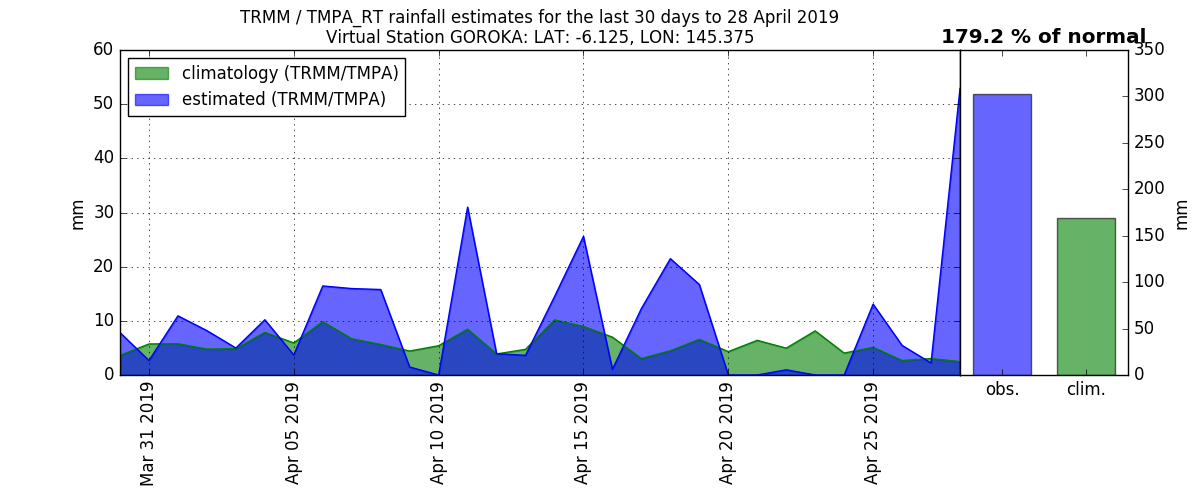 TRMM / TMPA_RT rainfall estimates for the last 30 days to 28 April 2019
Virtual Station GOROKA: LAT: -6.125, LON: 145.375
179.2 % of normal
climatology (TRMM/TMPA)
estimated (TRMM/TMPA)
60
50
40
30
20
10
0
mm
Mar 31 2019
Apr 05 2019
Apr 10 2019
Apr 15 2019
Apr 20 2019
Apr 25 2019
350
300
250
200
150
100
50
0
mm
obs.
clim.